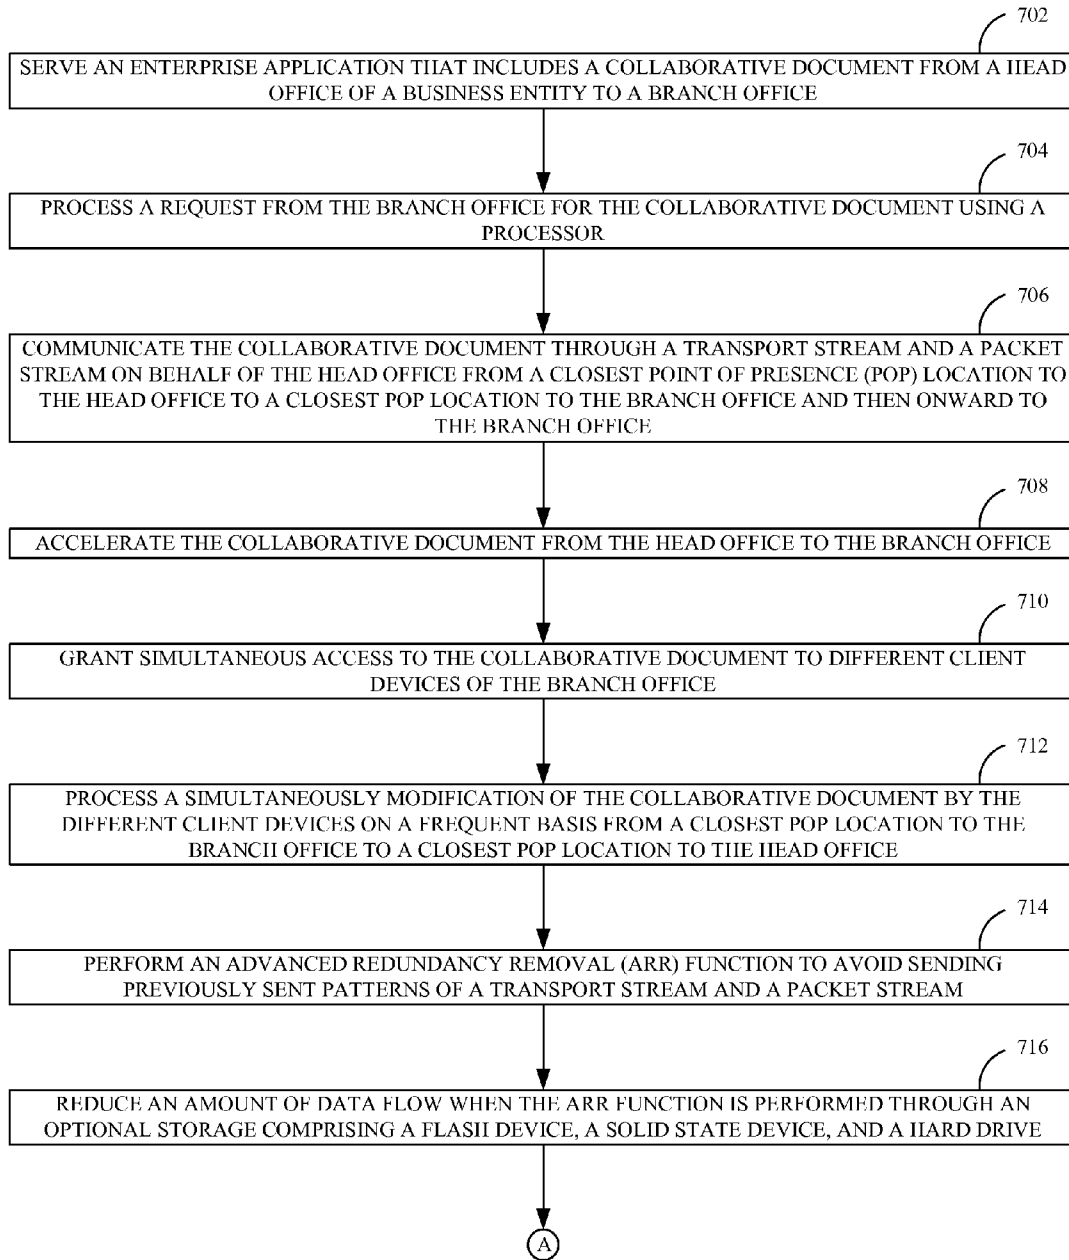 702
SERVE AN ENTERPRISE APPLICATION THAT INCLUDES A COLLABORATIVE DOCUMENT FROM A HEAD
OFFICE OF A BUSINESS ENTITY TO A BRANCH OFFICE
704
PROCESS A REQUEST FROM THE BRANCH OFFICE FOR THE COLLABORATIVE DOCUMENT USING A
PROCESSOR
706
COMMUNICATE THE COLLABORATIVE DOCUMENT THROUGH A TRANSPORT STREAM AND A PACKET
STREAM ON BEHALF OF THE HEAD OFFICE FROM A CLOSEST POINT OF PRESENCE (POP) LOCATION TO
THE HEAD OFFICE TO A CLOSEST POP LOCATION TO THE BRANCH OFFICE AND THEN ONWARD TO
THE BRANCH OFFICE
708
ACCELERATE THE COLLABORATIVE DOCUMENT FROM THE HEAD OFFICE TO THE BRANCH OFFICE
710
GRANT SIMULTANEOUS ACCESS TO THE COLLABORATIVE DOCUMENT TO DIFFERENT CLIENT
DEVICES OF THE BRANCH OFFICE
712
PROCESS A SIMULTANEOUSLY MODIFICATION OF THE COLLABORATIVE DOCUMENT BY THE
DIFFERENT CLIENT DEVICES ON A FREQUENT BASIS FROM A CLOSEST POP LOCATION TO THE
BRANCH OFFICE TO A CLOSEST POP LOCATION TO THE HEAD OFFICE
714
PERFORM AN ADVANCED REDUNDANCY REMOVAL (ARR) FUNCTION TO AVOID SENDING
PREVIOUSLY SENT PATTERNS OF A TRANSPORT STREAM AND A PACKET STREAM
716
REDUCE AN AMOUNT OF DATA FLOW WHEN THE ARR FUNCTION IS PERFORMED THROUGH AN
OPTIONAL STORAGE COMPRISING A FLASH DEVICE, A SOLID STATE DEVICE, AND A HARD DRIVE
A